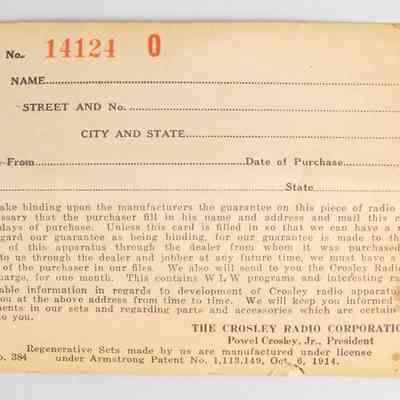 No. 14124 O
NAME
STREET AND No.
CITY AND STATE
From Date of Purchase
State
ake binding upon the manufacturers the guarantee on this piece of radio
essary that the purchaser fill in his name and address and mail this c
days of purchase. Unless this card is filled in so that we can have a r
gard our guarantee as being binding, for our guarantee is made to th
of this apparatus through the dealer from whom it was purchased
to us through the dealer and jobber at any future time, we must have a
of the purchaser in our files. We also will send to you the Crosley Radio
arge, for one month. This contains WLW programs and interesting ra
able information in regards to development of Crosley radio appara
ou at the above address from time to time. We will keep you informed
ments in our sets and regarding parts and accessories which are certain
to you.
THE CROSLEY RADIO CORPORATIO
Powel Crosley, Jr., President
o. 384 Regenerative Sets made by us are manufactured under license
under Armstrong Patent No. 1,113,149, Oct. 6, 1914.